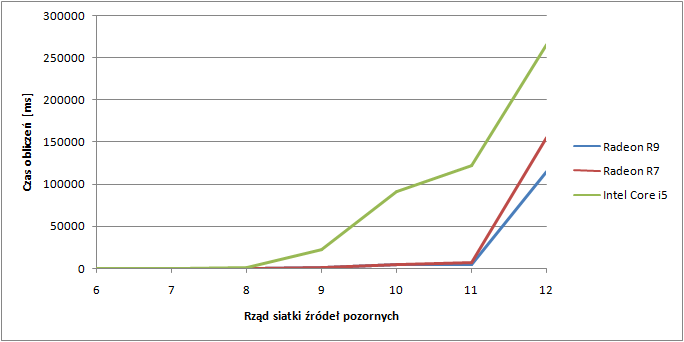 300000
250000
200000
150000
100000
50000
0
Czas obliczeń [ms]
6 7 8 9 10 11 12
Rząd siatki źródeł pozornych
Radeon R9
Radeon R7
Intel Core i5